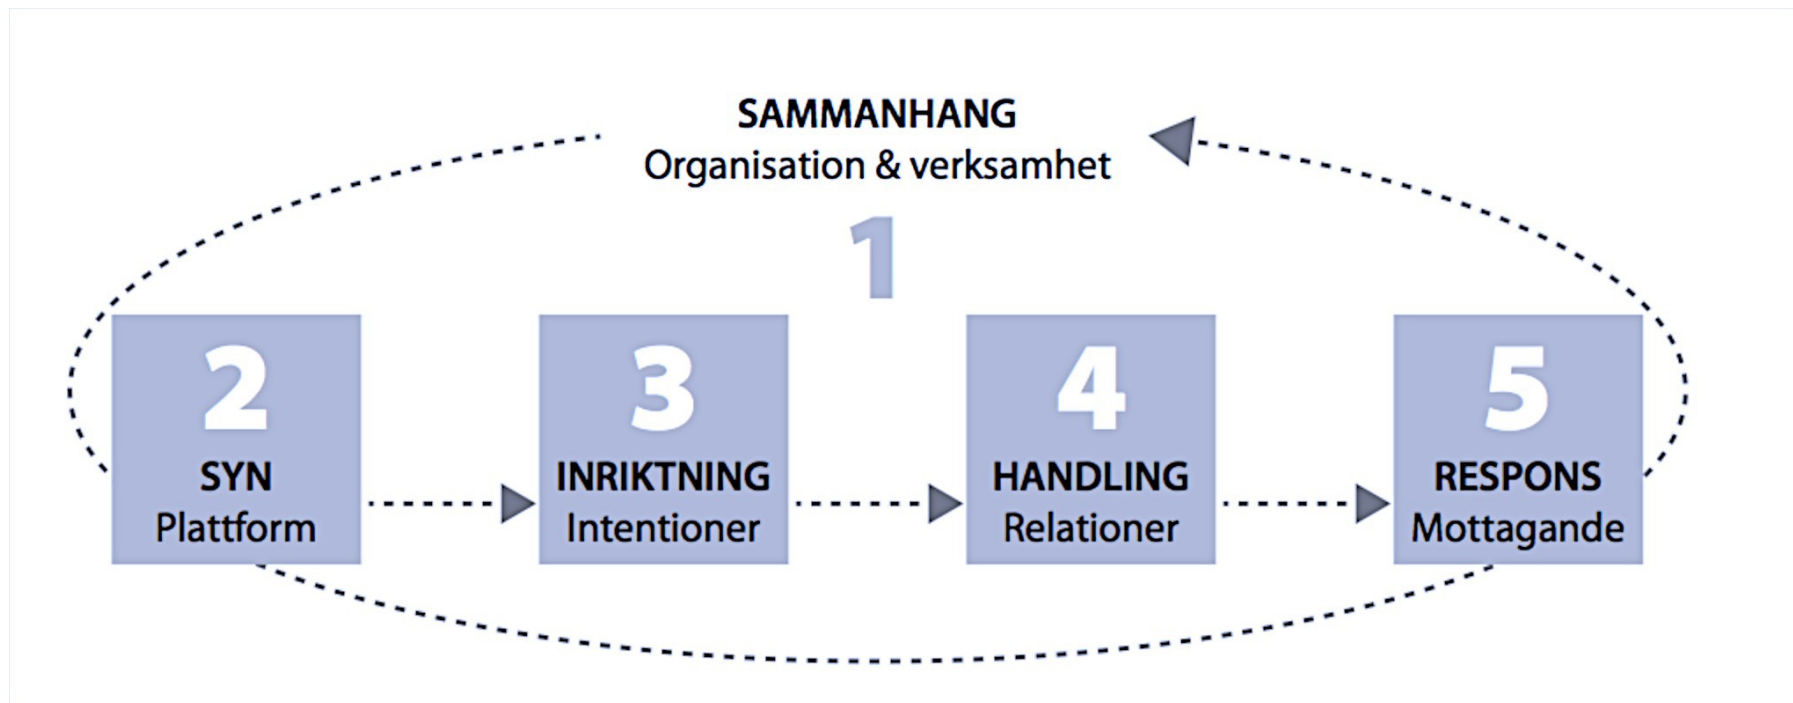 SAMMANHANG
Organisation & verksamhet
1
2
SYN
Plattform
3
INRIKTNING
Intentioner
4
HANDLING
Relationer
5
RESPONS
Mottagande